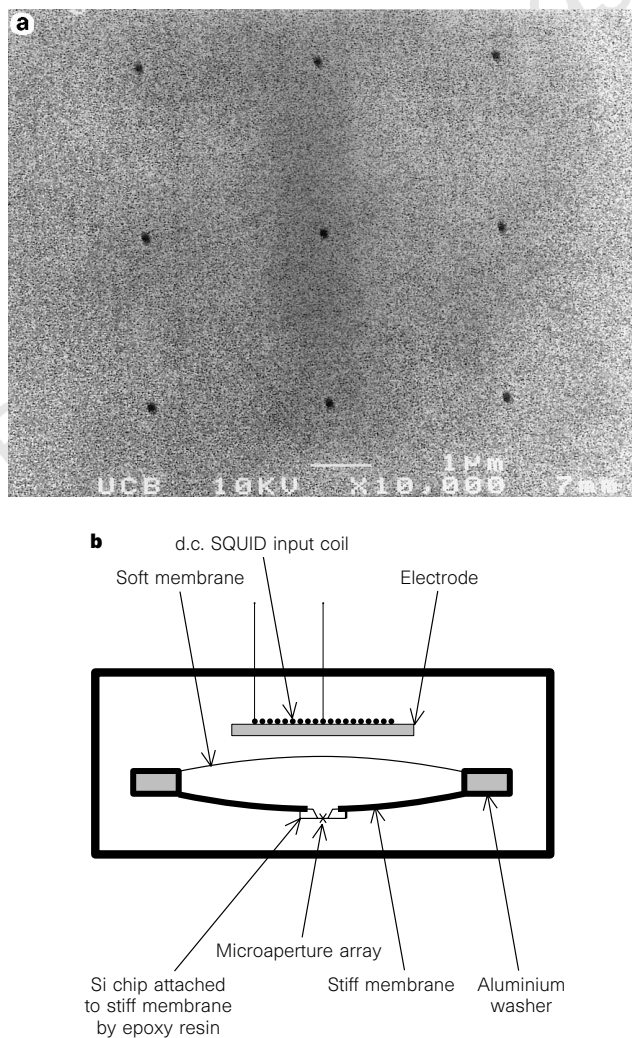 a
1µm
UCB 10KV X10,000 7mm
b
d.c. SQUID input coil
Soft membrane
Electrode
Microaperture array
Si chip attached
to stiff membrane
by epoxy resin
Stiff membrane
Aluminium
washer